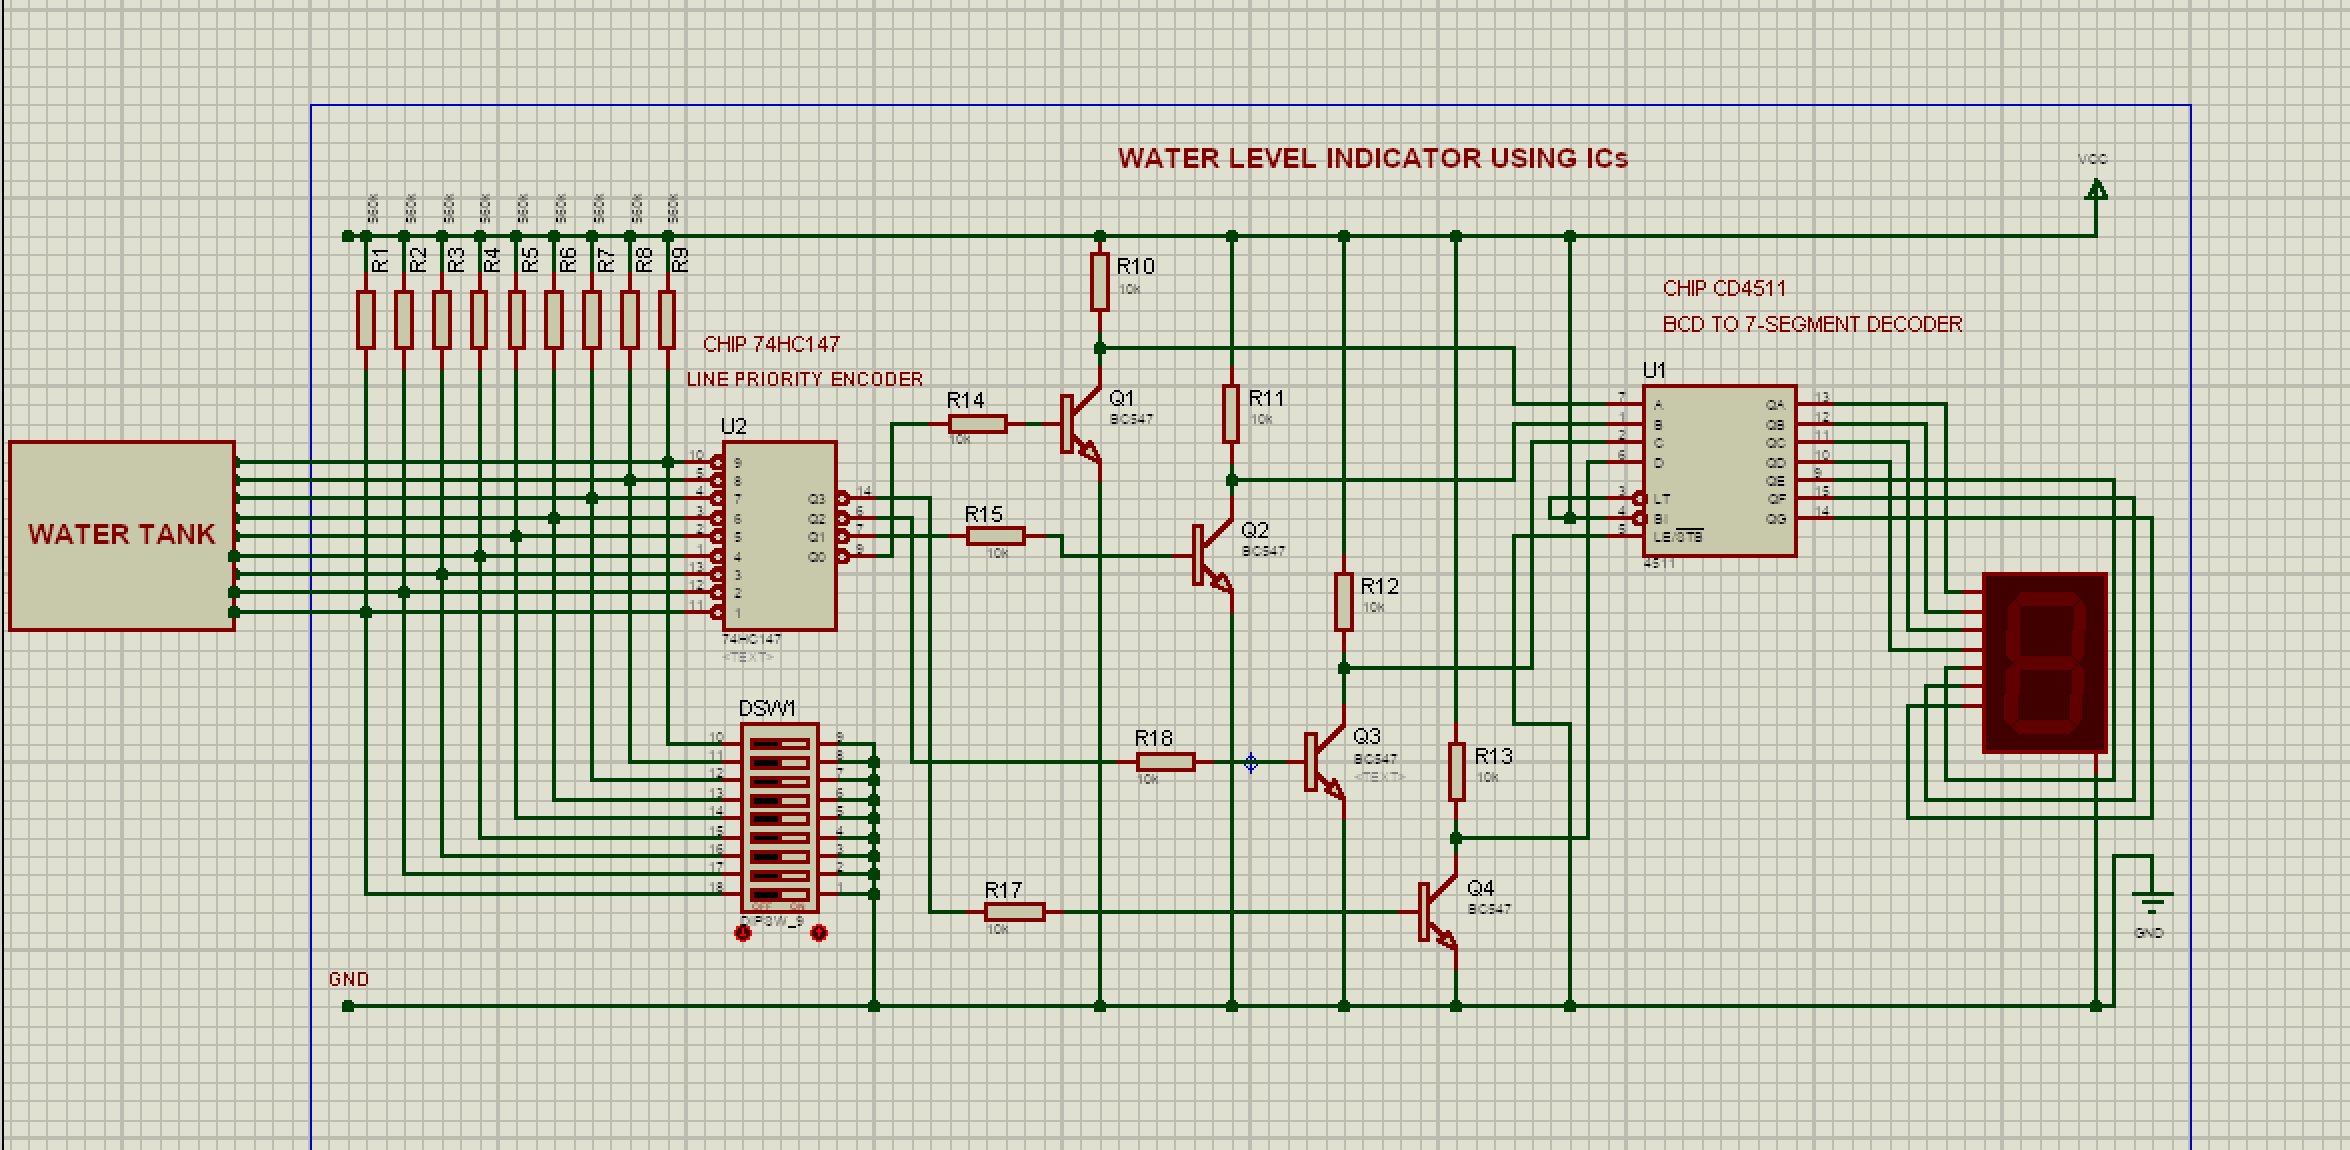 WATER LEVEL INDICATOR USING ICs
VCC
560k
560k
560k
560k
560k
560k
560k
560k
560k
R1
R2
R3
R4
R5
R6
R7
R8
R9
R10
10k
CHIP CD4511
BCD TO 7-SEGMENT DECODER
CHIP 74HC147
LINE PRIORITY ENCODER
U1
R14
10k
Q1
BC547
R11
10k
7 A QA 13
1 B QB 12
2 C QC 11
6 D QD 10
QE 9
3 LT QF 15
4 BI QG 14
5 LE/STB
4511
U2
10 9
5 8
4 7
3 6
2 5
1 4
13 3
12 2
11 1
Q3 14
Q2 6
Q1 7
Q0 9
74HC147
<TEXT>
WATER TANK
R15
10k
Q2
BC547
R12
10k
DSW1
10 9
11 8
12 7
13 6
14 5
15 4
16 3
17 2
18 1
OFF ON
DIPSW_9
R18
10k
Q3
BC547
<TEXT>
R13
10k
R17
10k
Q4
BC547
GND
GND